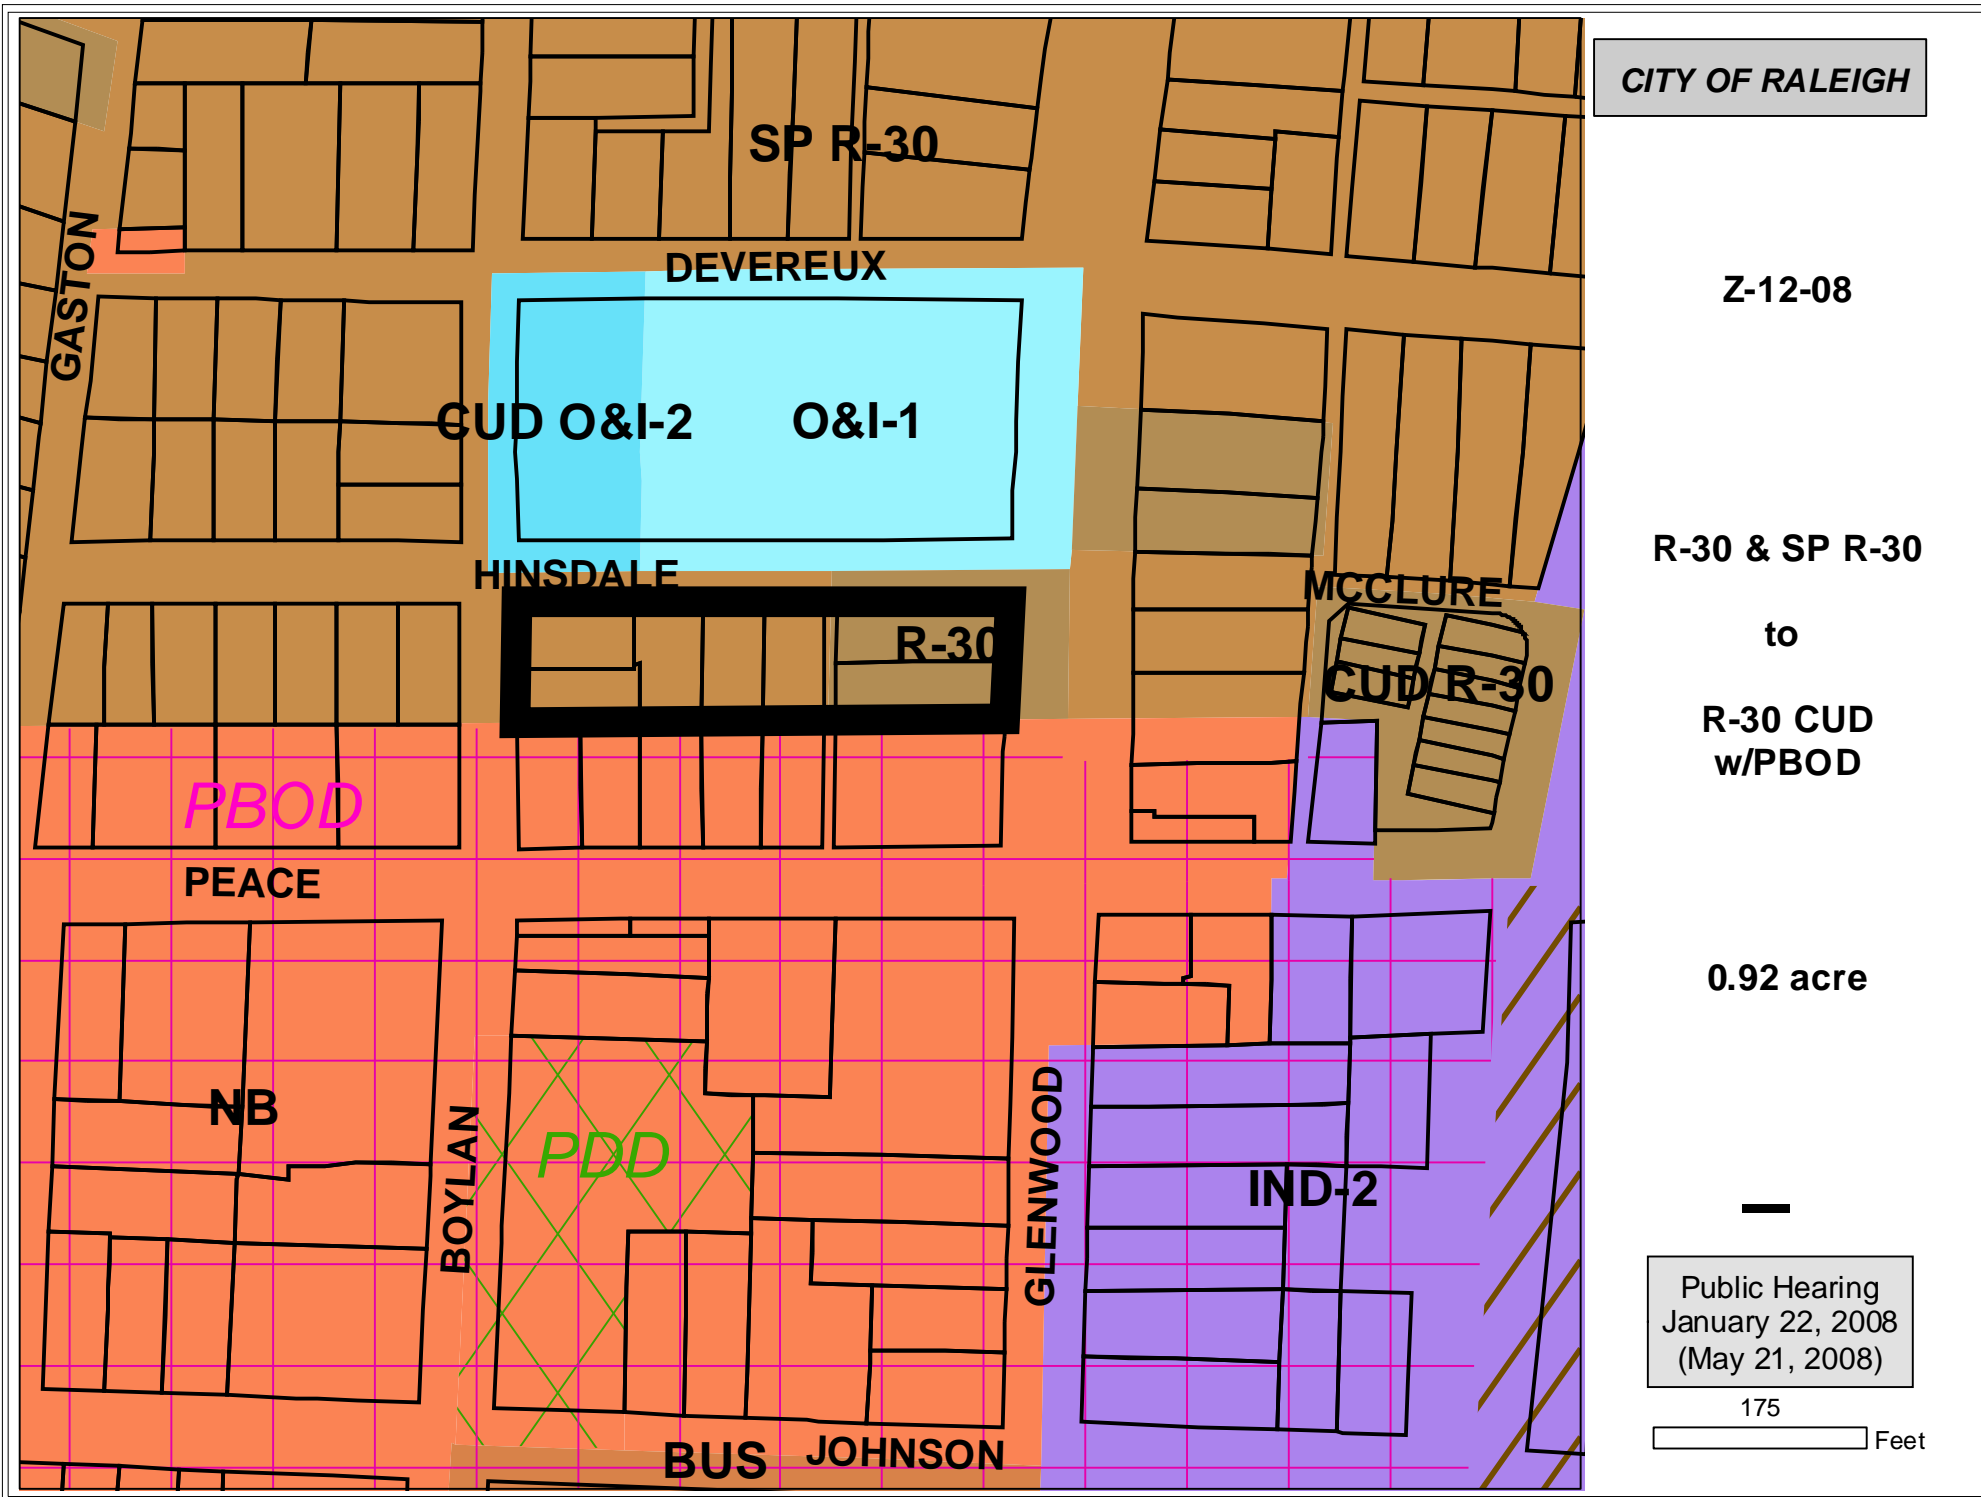 CITY OF RALEIGH
Z-12-08
R-30 & SP R-30
to
R-30 CUD
w/PBOD
0.92 acre
Public Hearing
January 22, 2008
(May 21, 2008)
175
Feet
SP R-30
GASTON
DEVEREUX
CUD O&I-2
O&I-1
HINSDALE
MCCLURE
R-30
CUD R-30
PBOD
PEACE
NB
BOYLAN
PDD
GLENWOOD
IND-2
BUS
JOHNSON